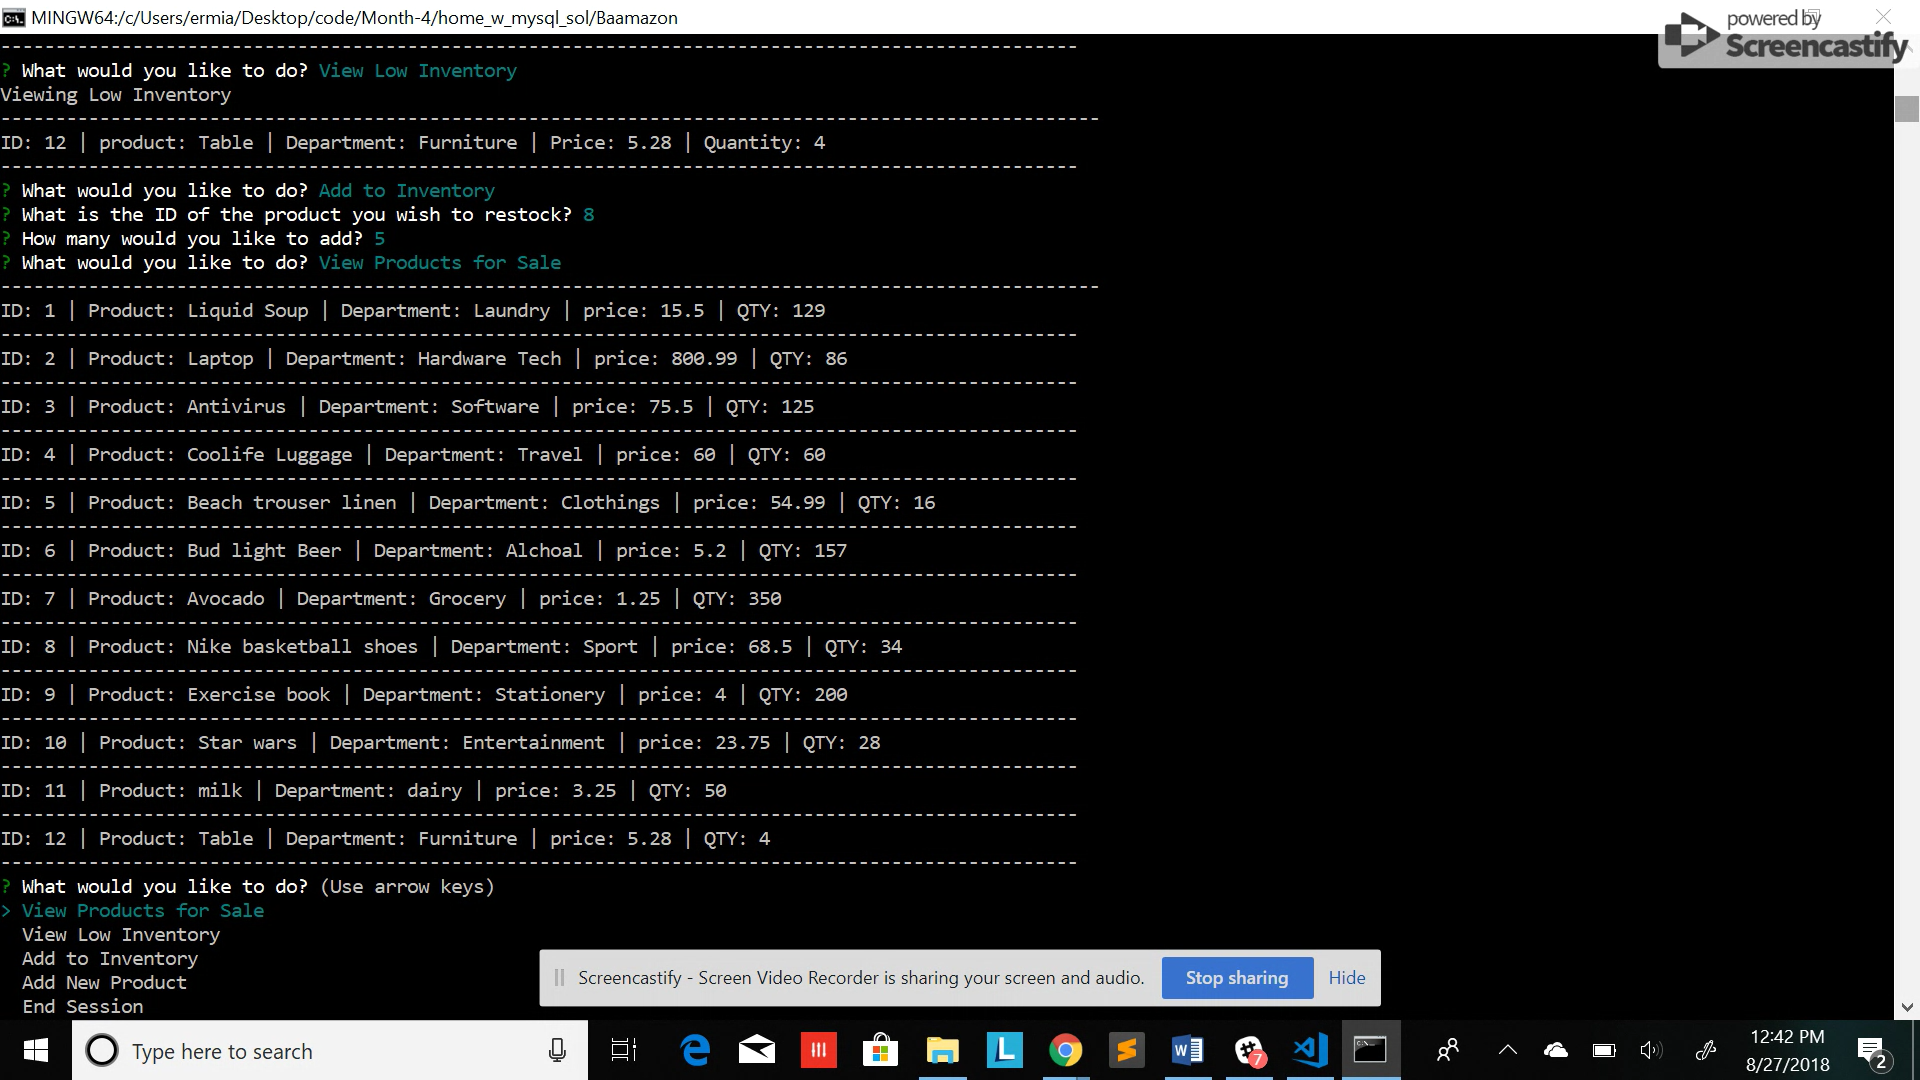 MINGW64:/c/Users/ermia/Desktop/code/Month-4/home_w_mysql_sol/Baamazon
powered by
Screencastify
--------------------------------------------------------------------------------------------------
? What would you like to do? View Low Inventory
Viewing Low Inventory
----------------------------------------------------------------------------------------------------
ID: 12 | product: Table | Department: Furniture | Price: 5.28 | Quantity: 4
--------------------------------------------------------------------------------------------------
? What would you like to do? Add to Inventory
? What is the ID of the product you wish to restock? 8
? How many would you like to add? 5
? What would you like to do? View Products for Sale
----------------------------------------------------------------------------------------------------
ID: 1 | Product: Liquid Soup | Department: Laundry | price: 15.5 | QTY: 129
--------------------------------------------------------------------------------------------------
ID: 2 | Product: Laptop | Department: Hardware Tech | price: 800.99 | QTY: 86
--------------------------------------------------------------------------------------------------
ID: 3 | Product: Antivirus | Department: Software | price: 75.5 | QTY: 125
--------------------------------------------------------------------------------------------------
ID: 4 | Product: Coolife Luggage | Department: Travel | price: 60 | QTY: 60
--------------------------------------------------------------------------------------------------
ID: 5 | Product: Beach trouser linen | Department: Clothings | price: 54.99 | QTY: 16
--------------------------------------------------------------------------------------------------
ID: 6 | Product: Bud light Beer | Department: Alchoal | price: 5.2 | QTY: 157
--------------------------------------------------------------------------------------------------
ID: 7 | Product: Avocado | Department: Grocery | price: 1.25 | QTY: 350
--------------------------------------------------------------------------------------------------
ID: 8 | Product: Nike basketball shoes | Department: Sport | price: 68.5 | QTY: 34
--------------------------------------------------------------------------------------------------
ID: 9 | Product: Exercise book | Department: Stationery | price: 4 | QTY: 200
--------------------------------------------------------------------------------------------------
ID: 10 | Product: Star wars | Department: Entertainment | price: 23.75 | QTY: 28
--------------------------------------------------------------------------------------------------
ID: 11 | Product: milk | Department: dairy | price: 3.25 | QTY: 50
--------------------------------------------------------------------------------------------------
ID: 12 | Product: Table | Department: Furniture | price: 5.28 | QTY: 4
--------------------------------------------------------------------------------------------------
? What would you like to do? (Use arrow keys)
> View Products for Sale
View Low Inventory
Add to Inventory
Add New Product
End Session
Screencastify - Screen Video Recorder is sharing your screen and audio. Stop sharing Hide
Type here to search
L
7
12:42 PM
8/27/2018
2